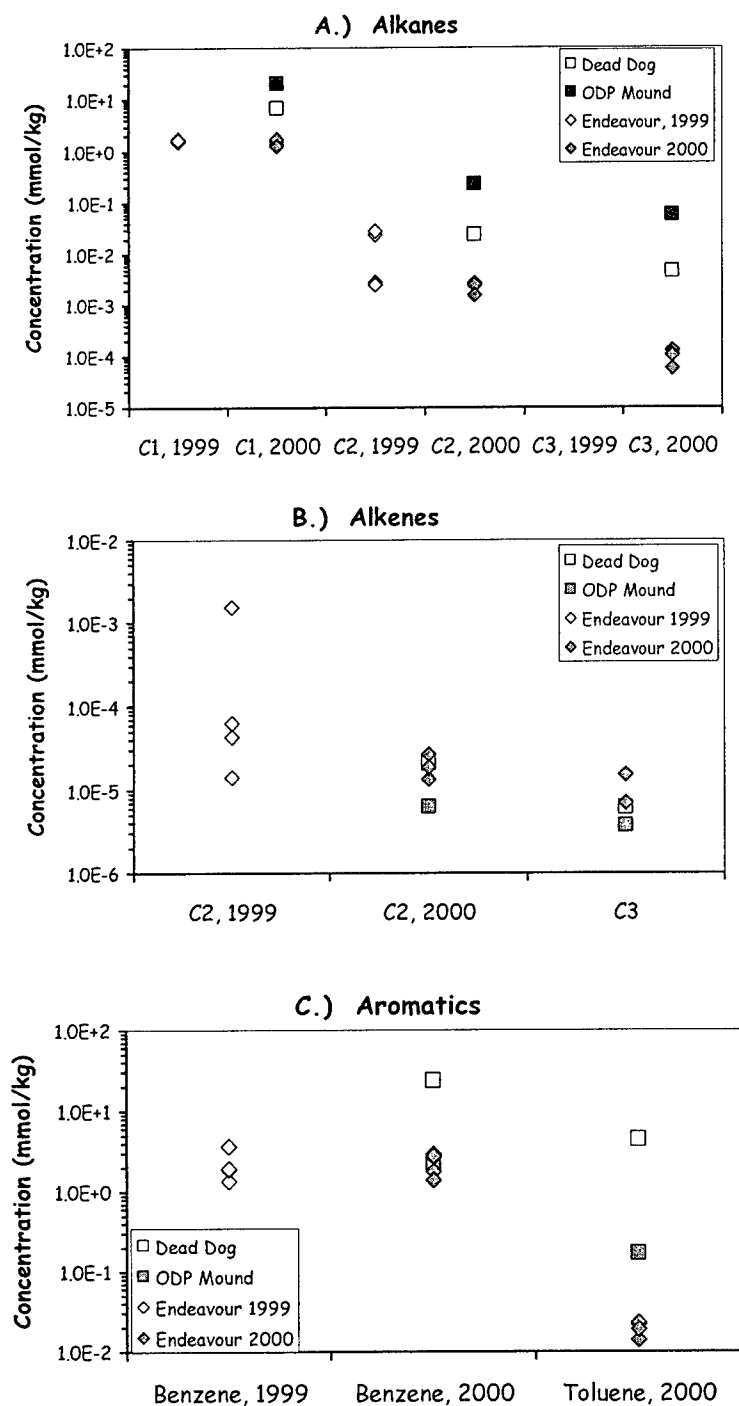 A.) Alkanes
Concentration (mmol/kg)
1.0E+2
1.0E+1
1.0E+0
1.0E-1
1.0E-2
1.0E-3
1.0E-4
1.0E-5
Dead Dog
ODP Mound
Endeavour, 1999
Endeavour 2000
C1, 1999 C1, 2000 C2, 1999 C2, 2000 C3, 1999 C3, 2000
B.) Alkenes
Concentration (mmol/kg)
1.0E-2
1.0E-3
1.0E-4
1.0E-5
1.0E-6
Dead Dog
ODP Mound
Endeavour 1999
Endeavour 2000
C2, 1999 C2, 2000 C3
C.) Aromatics
Concentration (mmol/kg)
1.0E+2
1.0E+1
1.0E+0
1.0E-1
1.0E-2
Dead Dog
ODP Mound
Endeavour 1999
Endeavour 2000
Benzene, 1999 Benzene, 2000 Toluene, 2000